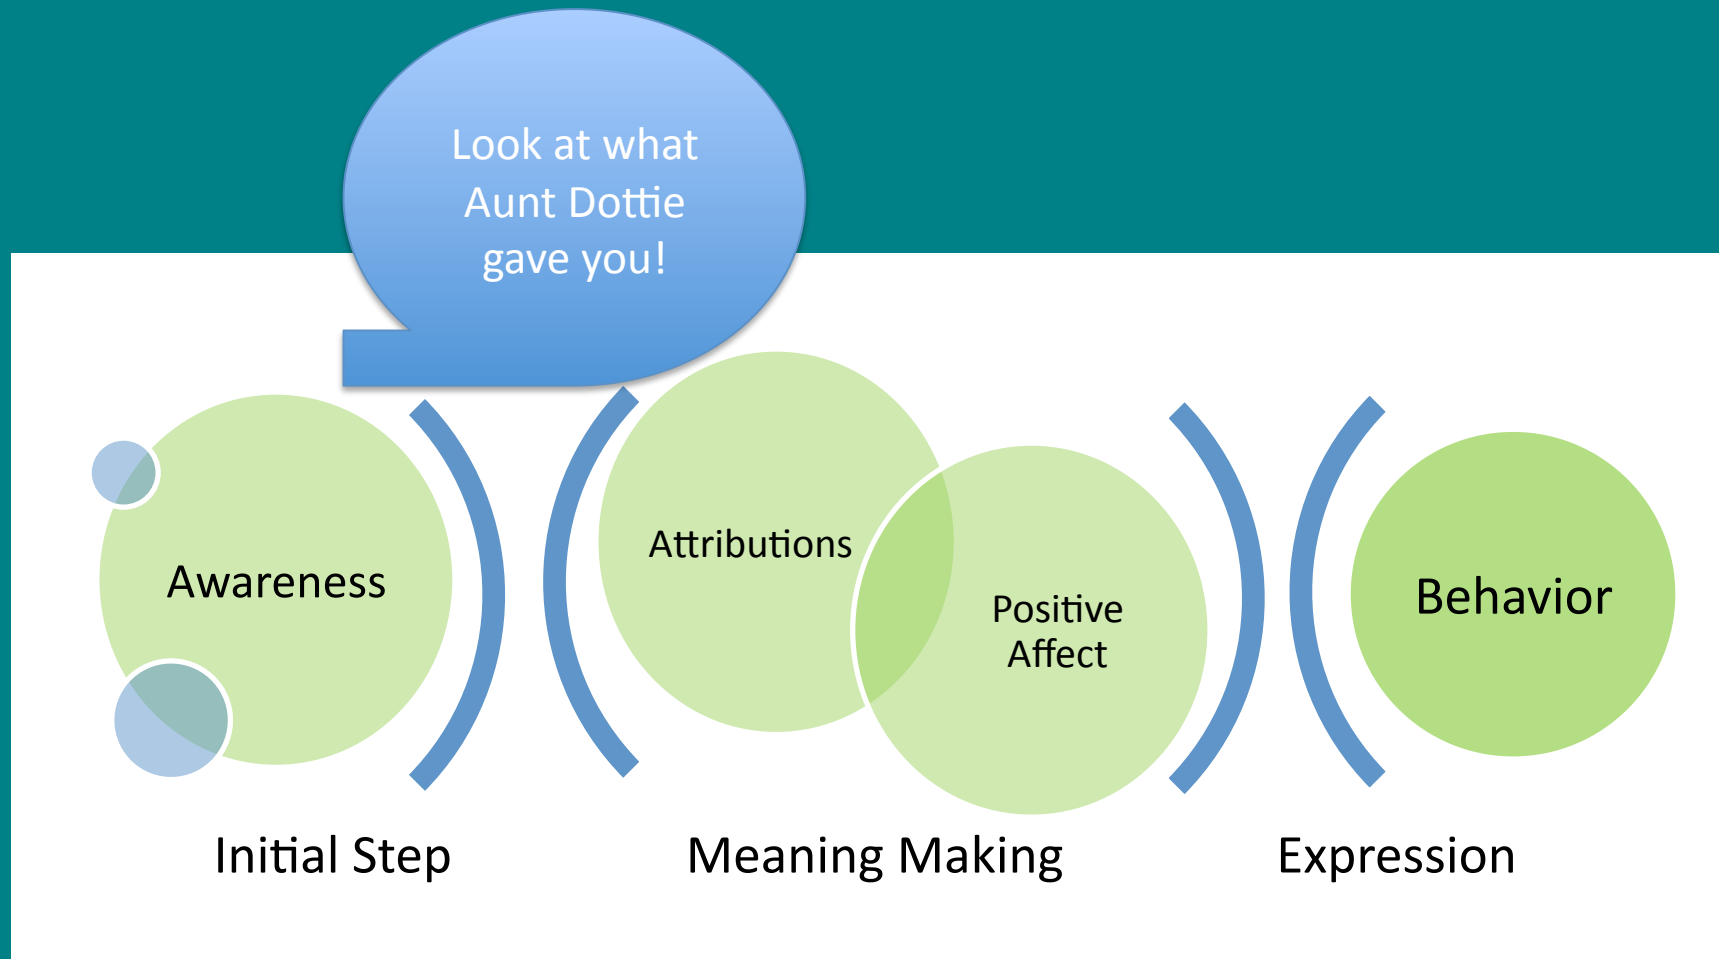 Look at what
Aunt Dottie
gave you!
Awareness
Attributions
Positive
Affect
Behavior
Initial Step
Meaning Making
Expression